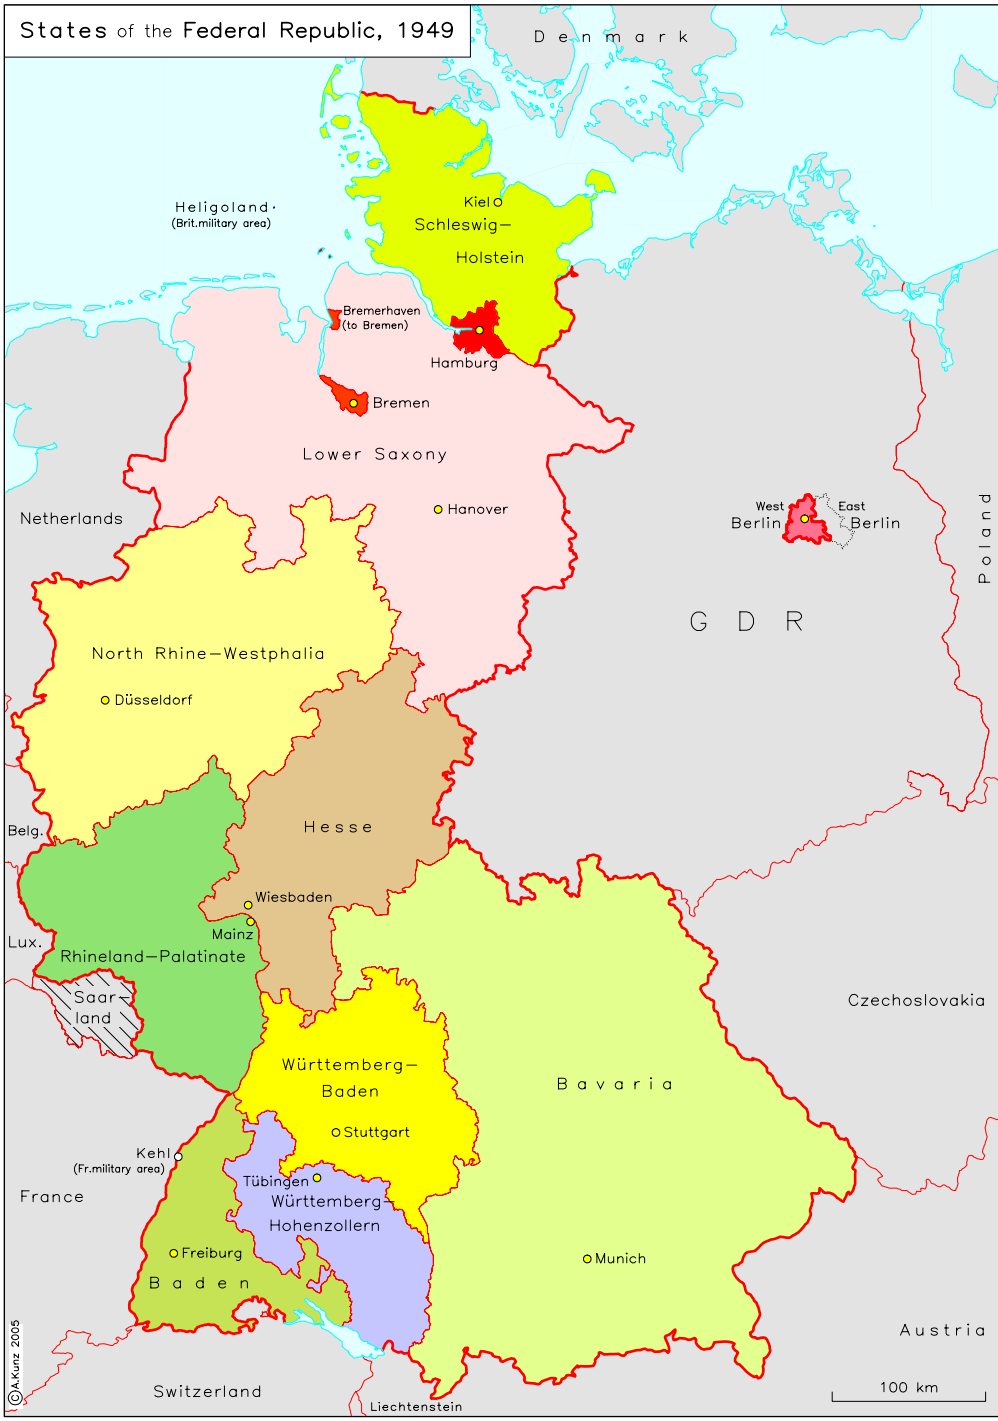 States of the Federal Republic, 1949
Denmark
Kiel
Heligoland
(Brit.military area)
Schleswig–
Holstein
Bremerhaven
(to Bremen)
Hamburg
Bremen
Lower Saxony
Hanover
Netherlands
West
Berlin
East
Berlin
Poland
GDR
North Rhine–Westphalia
Düsseldorf
Belg.
Hesse
Wiesbaden
Mainz
Lux.
Rhineland–Palatinate
Saar–
land
Czechoslovakia
Württemberg–
Baden
Bavaria
Stuttgart
Kehl
(Fr.military area)
Tübingen
France
Württemberg–
Hohenzollern
Freiburg
Baden
Munich
Austria
©A.Kunz 2005
Switzerland
Liechtenstein
100 km